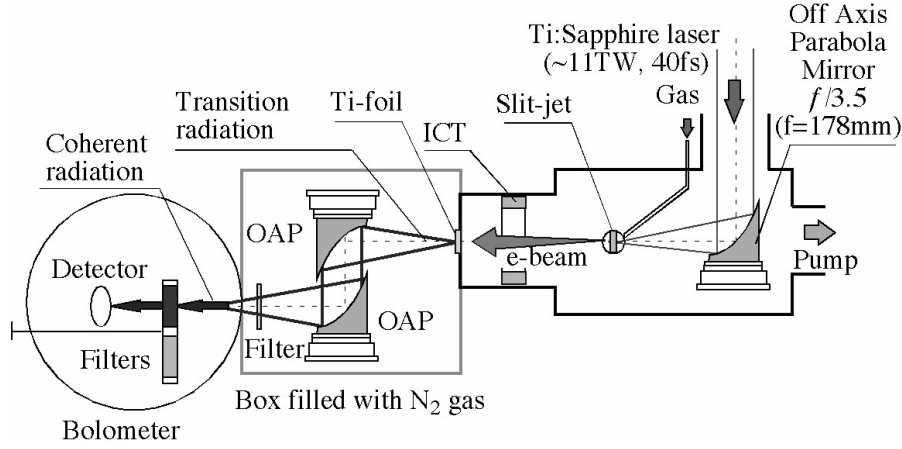 Off Axis
Parabola
Mirror
f/3.5
(f=178mm)
Ti:Sapphire laser
(~11TW, 40fs)
Gas
Slit-jet
Ti-foil
ICT
Transition
radiation
Coherent
radiation
OAP
Detector
e-beam
Pump
OAP
Filter
Filters
Box filled with N₂ gas
Bolometer